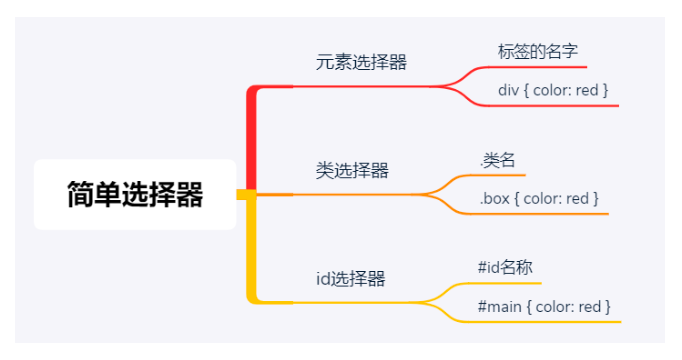 简单选择器
元素选择器
标签的名字
div { color: red }
类选择器
.类名
.box { color: red }
id选择器
#id名称
#main { color: red }